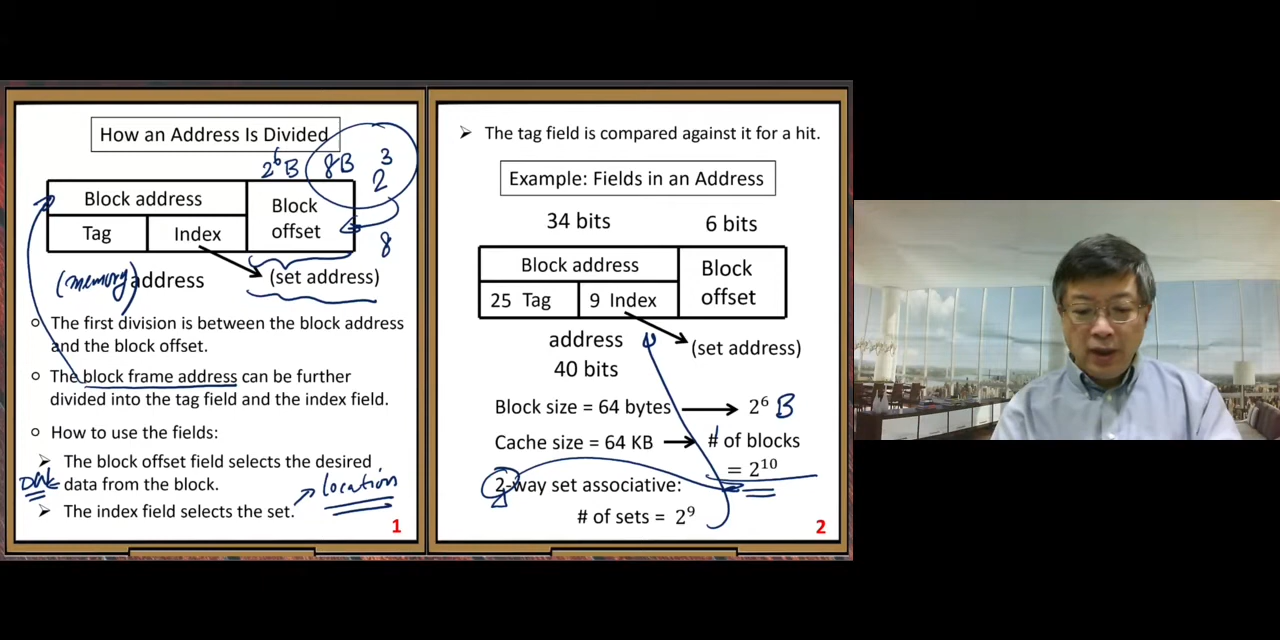 How an Address Is Divided
2⁶B 8B 3
2
Block address
Block
offset
Tag
Index
8
(memory) address
(set address)
○ The first division is between the block address
and the block offset.
○ The block frame address can be further
divided into the tag field and the index field.
○ How to use the fields:
➢ The block offset field selects the desired
data from the block.
Data
location
➢ The index field selects the set.
1
➢ The tag field is compared against it for a hit.
Example: Fields in an Address
34 bits 6 bits
Block address
Block
offset
25 Tag
9 Index
address
(set address)
40 bits
Block size = 64 bytes → 2⁶ B
Cache size = 64 KB → # of blocks
= 2¹⁰
2-way set associative:
# of sets = 2⁹
2